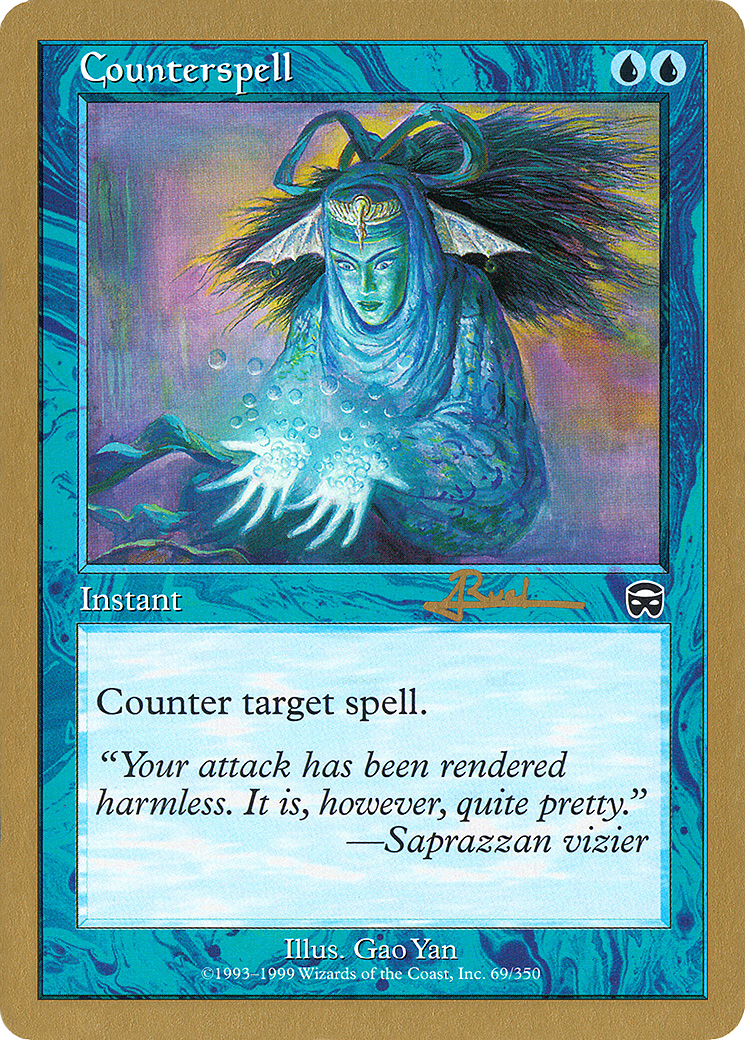 Counterspell
Instant
Ruel
Counter target spell.
“Your attack has been rendered
harmless. It is, however, quite pretty.”
—Saprazzan vizier
Illus. Gao Yan
©1993–1999 Wizards of the Coast, Inc. 69/350